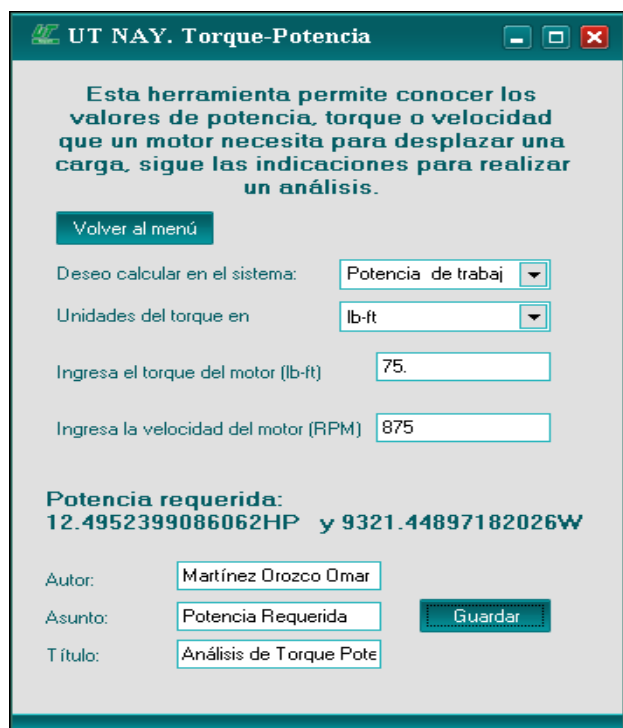 UT NAY. Torque-Potencia
Esta herramienta permite conocer los
valores de potencia, torque o velocidad
que un motor necesita para desplazar una
carga, sigue las indicaciones para realizar
un análisis.
Volver al menú
Deseo calcular en el sistema: Potencia de trabaj
Unidades del torque en lb-ft
Ingresa el torque del motor (lb-ft) 75.
Ingresa la velocidad del motor (RPM) 875
Potencia requerida:
12.4952399086062HP y 9321.44897182026W
Autor: Martínez Orozco Omar
Asunto: Potencia Requerida Guardar
Título: Análisis de Torque Pote